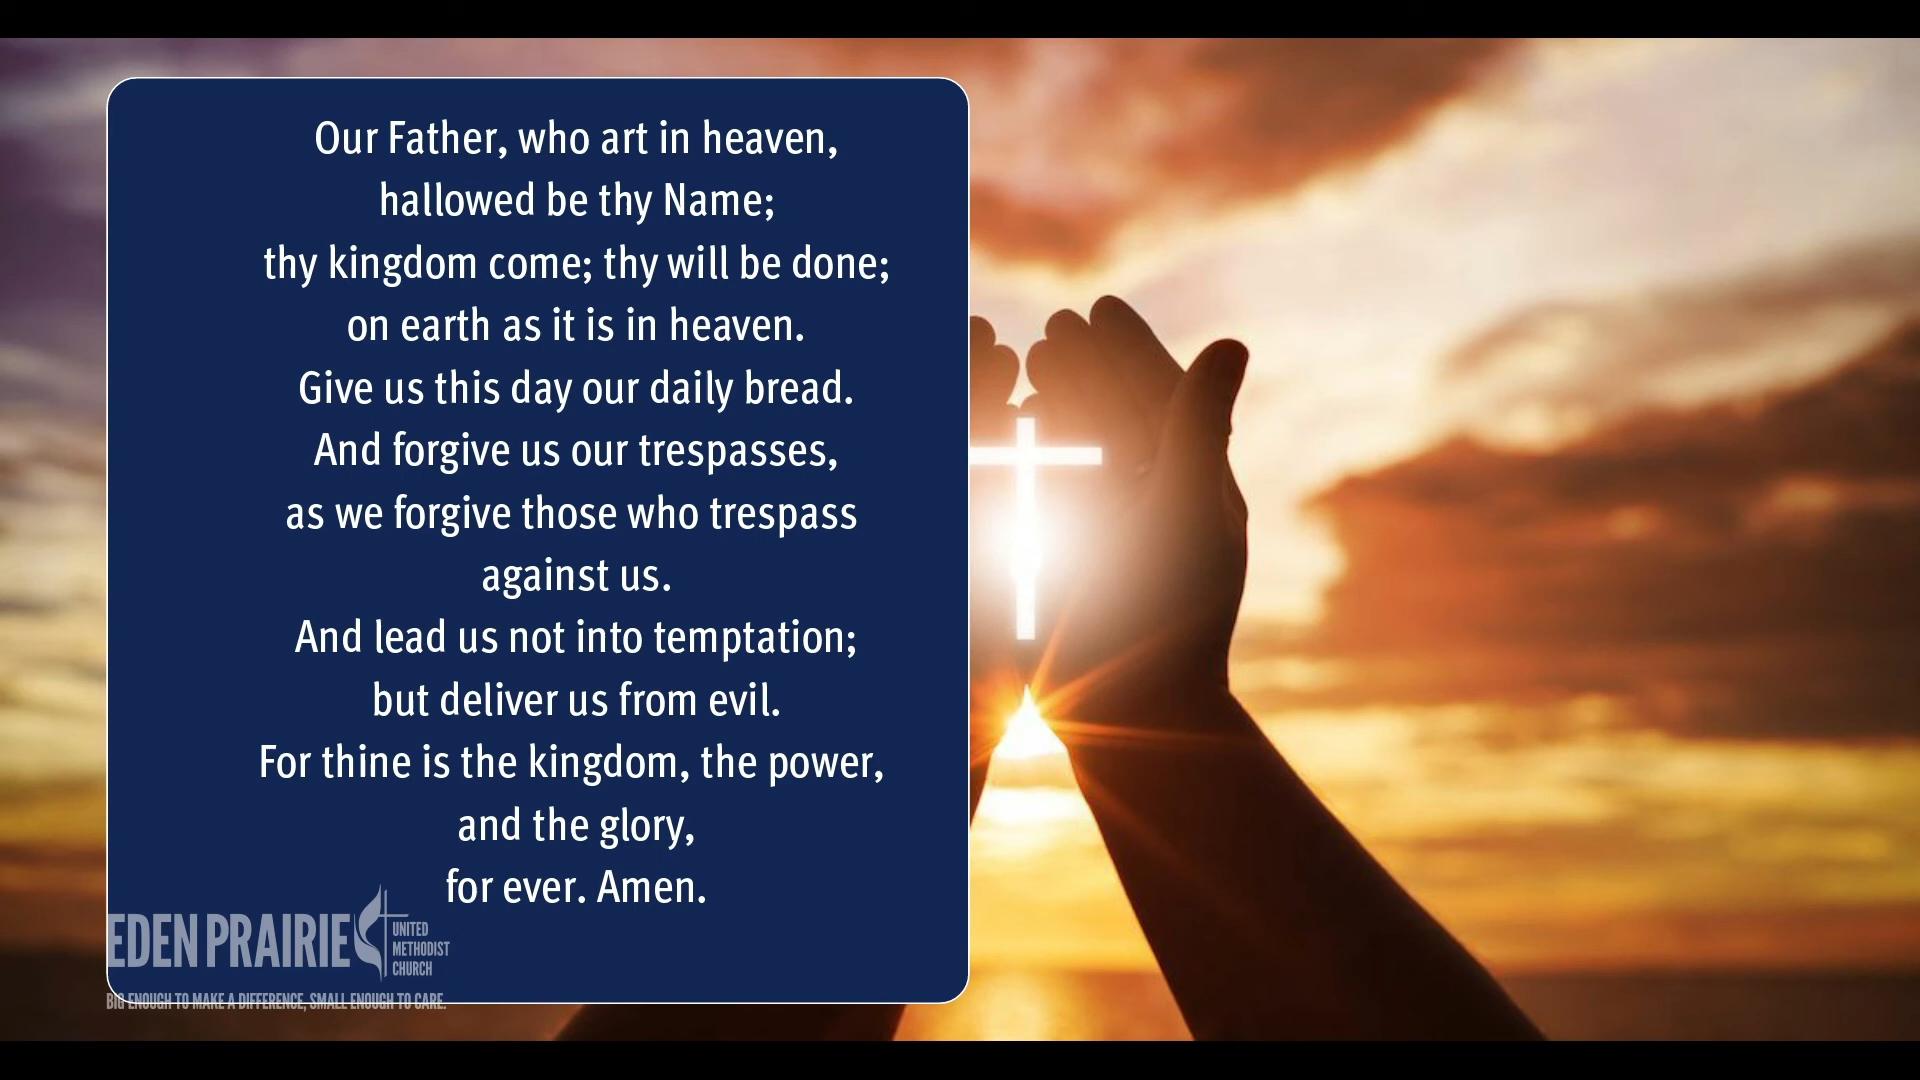 Our Father, who art in heaven,
hallowed be thy Name;
thy kingdom come; thy will be done;
on earth as it is in heaven.
Give us this day our daily bread.
And forgive us our trespasses,
as we forgive those who trespass
against us.
And lead us not into temptation;
but deliver us from evil.
For thine is the kingdom, the power,
and the glory,
for ever. Amen.
EDEN PRAIRIE
UNITED
METHODIST
CHURCH
BIG ENOUGH TO MAKE A DIFFERENCE, SMALL ENOUGH TO CARE.